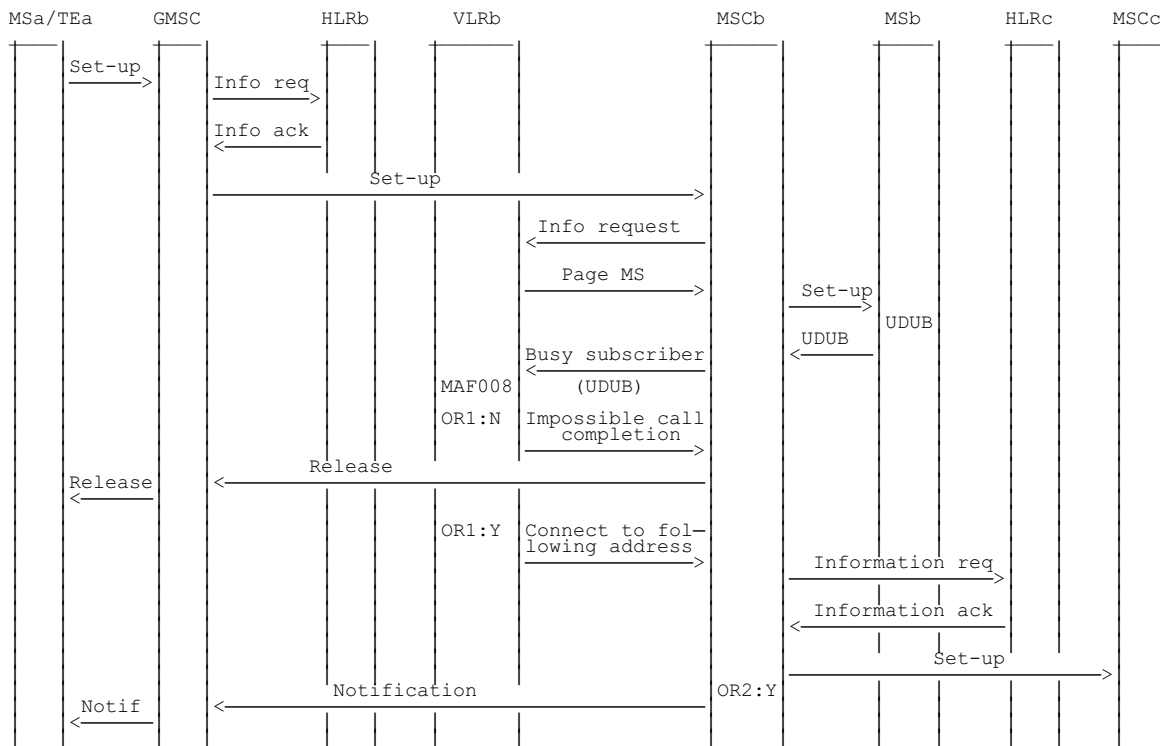 MSa/TEa GMSC HLRb VLRb MSCb MSb HLRc MSCc
Set-up
Info req
Info ack
Set-up
Info request
Page MS
Set-up
UDUB
UDUB
Busy subscriber
MAF008 (UDUB)
OR1:N Impossible call
completion
Release
Release
OR1:Y Connect to fol-
lowing address
Information req
Information ack
Set-up
Notification OR2:Y
Notif